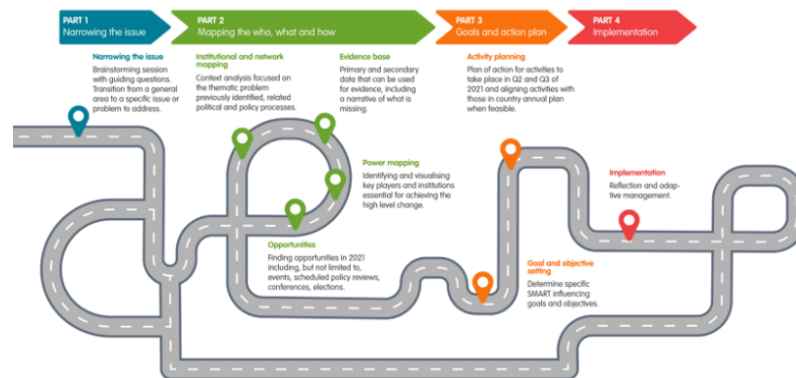 PART 1
Narrowing the issue
PART 2
Mapping the who, what and how
PART 3
Goals and action plan
PART 4
Implementation
Narrowing the issue
Brainstorming session
with guiding questions.
Transition from a general
area to a specific issue or
problem to address.
Institutional and network
mapping
Context analysis focused on
the thematic problem
previously identified, related
political and policy processes.
Evidence base
Primary and secondary
data that can be used
for evidence, including
a narrative of what is
missing.
Activity planning
Plan of action for activities to
take place in Q2 and Q3 of
2021 and aligning activities with
those in country annual plan
when feasible.
Power mapping
Identifying and visualising
key players and institutions
essential for achieving the
high level change.
Implementation
Reflection and adap-
tive management.
Opportunities
Finding opportunities in 2021
including, but not limited to,
events, scheduled policy reviews,
conferences, elections.
Goal and objective
setting
Determine specific
SMART influencing
goals and objectives.